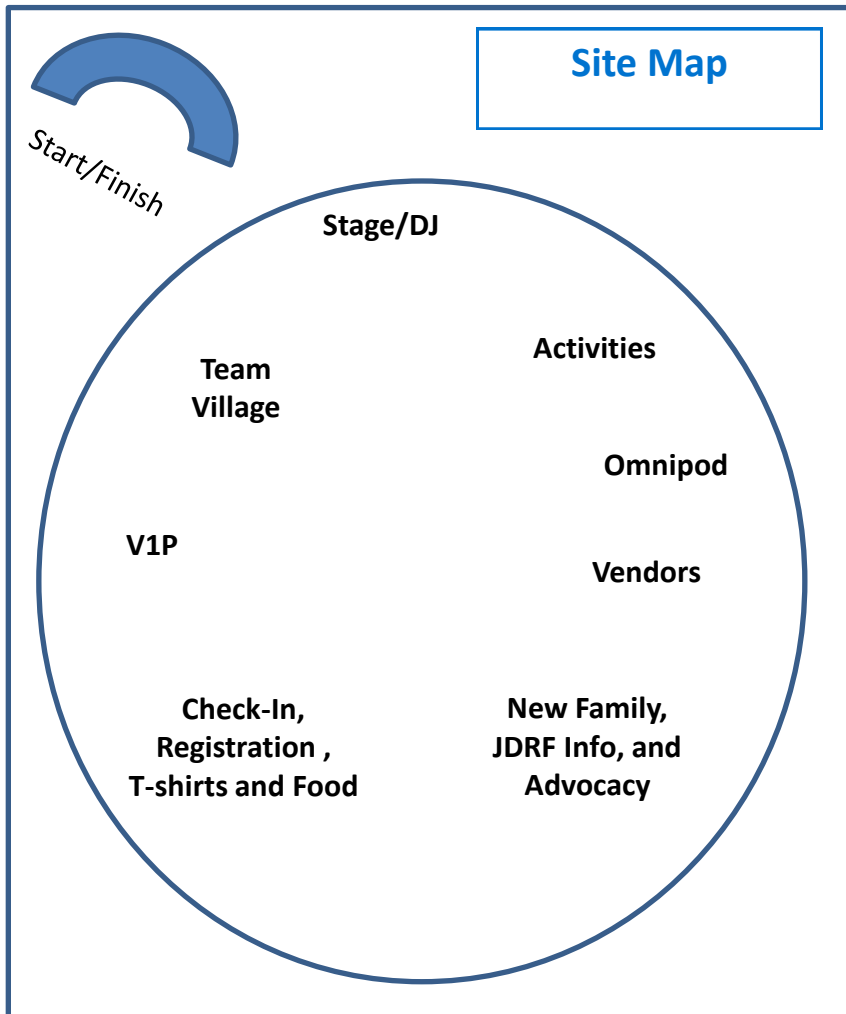 Site Map
Start/Finish
Stage/DJ
Activities
Team
Village
Omnipod
V1P
Vendors
Check-In,
Registration ,
T-shirts and Food
New Family,
JDRF Info, and
Advocacy